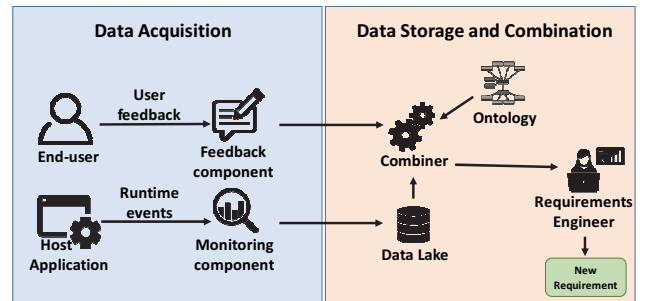 Data Acquisition
User
feedback
End-user
Feedback
component
Runtime
events
Host
Application
Monitoring
component
Data Storage and Combination
Ontology
Combiner
Data Lake
Requirements
Engineer
New
Requirement